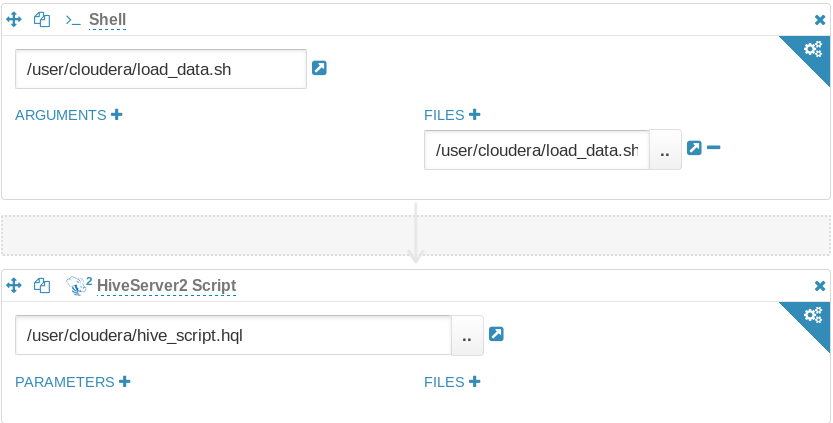 Shell
/user/cloudera/load_data.sh
ARGUMENTS
FILES
/user/cloudera/load_data.sh
..
2 HiveServer2 Script
/user/cloudera/hive_script.hql
..
PARAMETERS
FILES